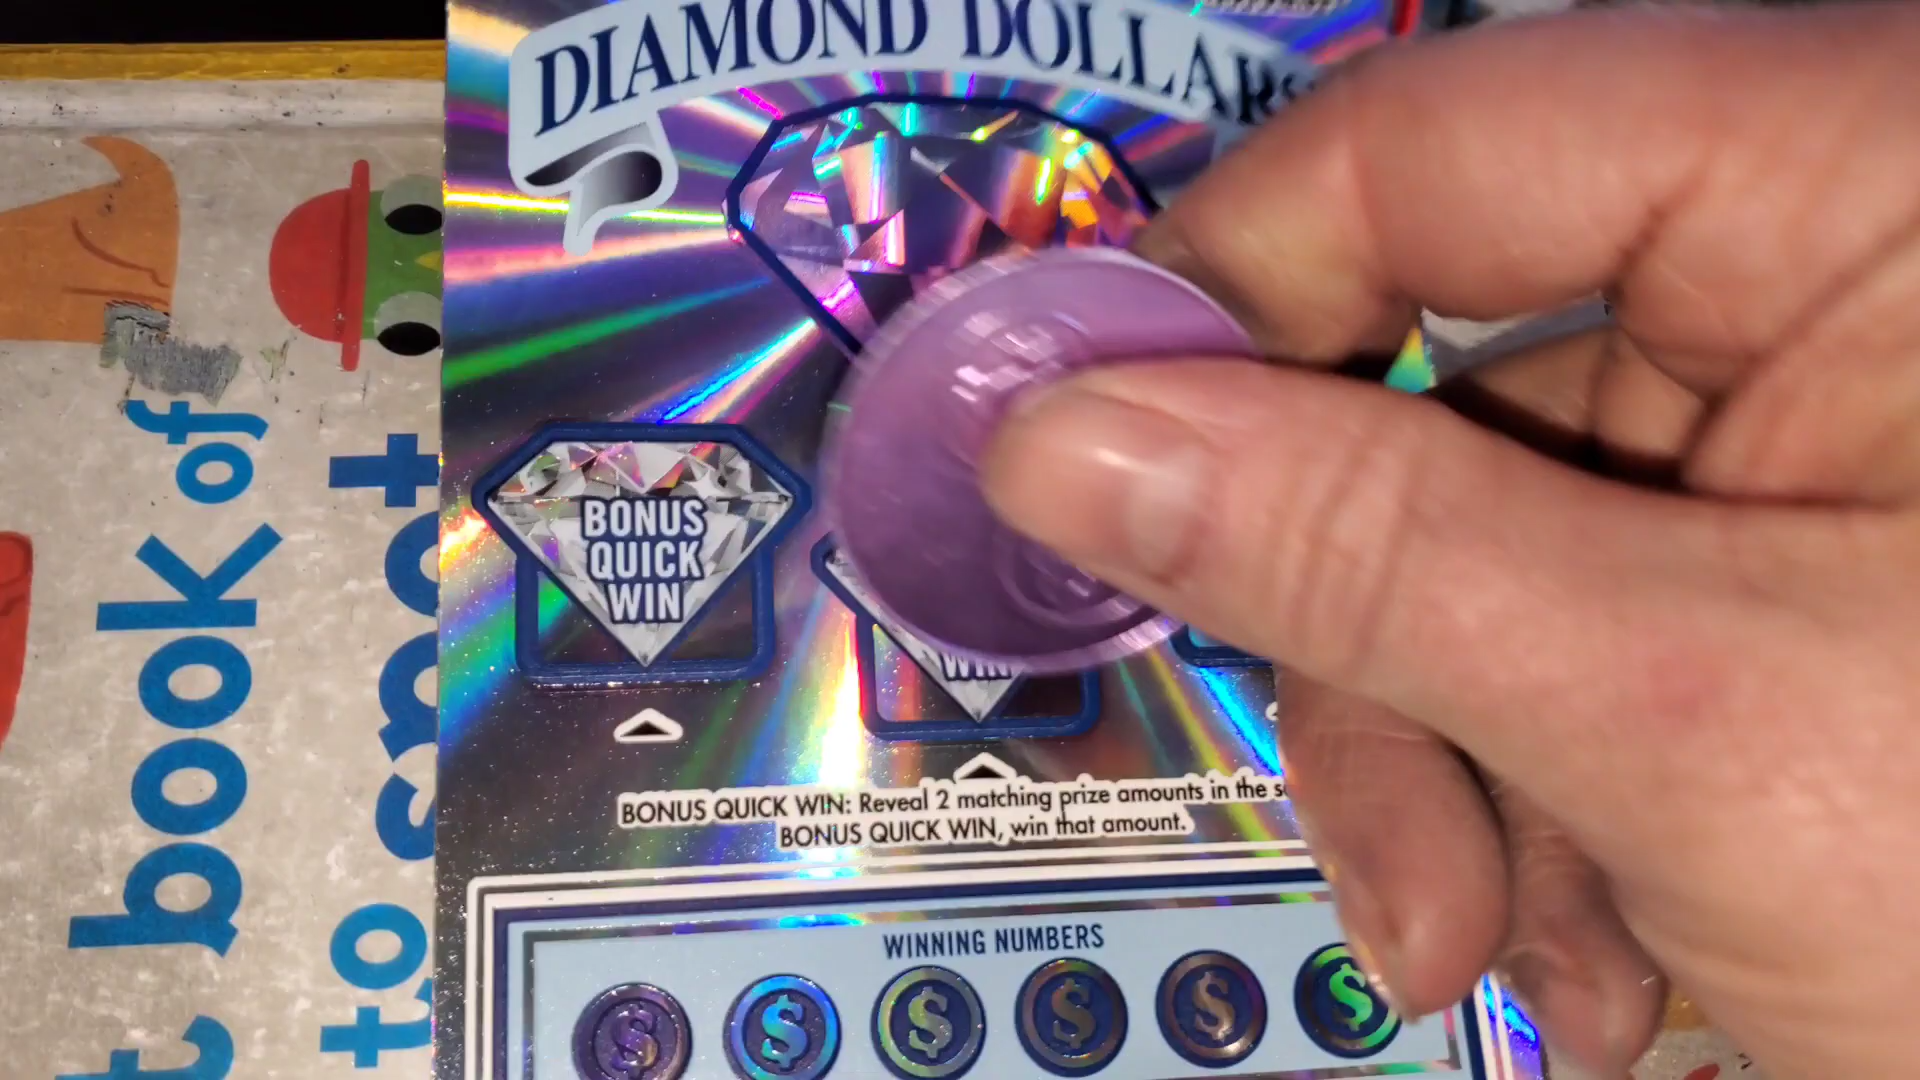 DIAMOND DOLLARS
BONUS
QUICK
WIN
WIN
BONUS QUICK WIN: Reveal 2 matching prize amounts in the
BONUS QUICK WIN, win that amount.
WINNING NUMBERS
$ $ $ $ $ $
book of
to